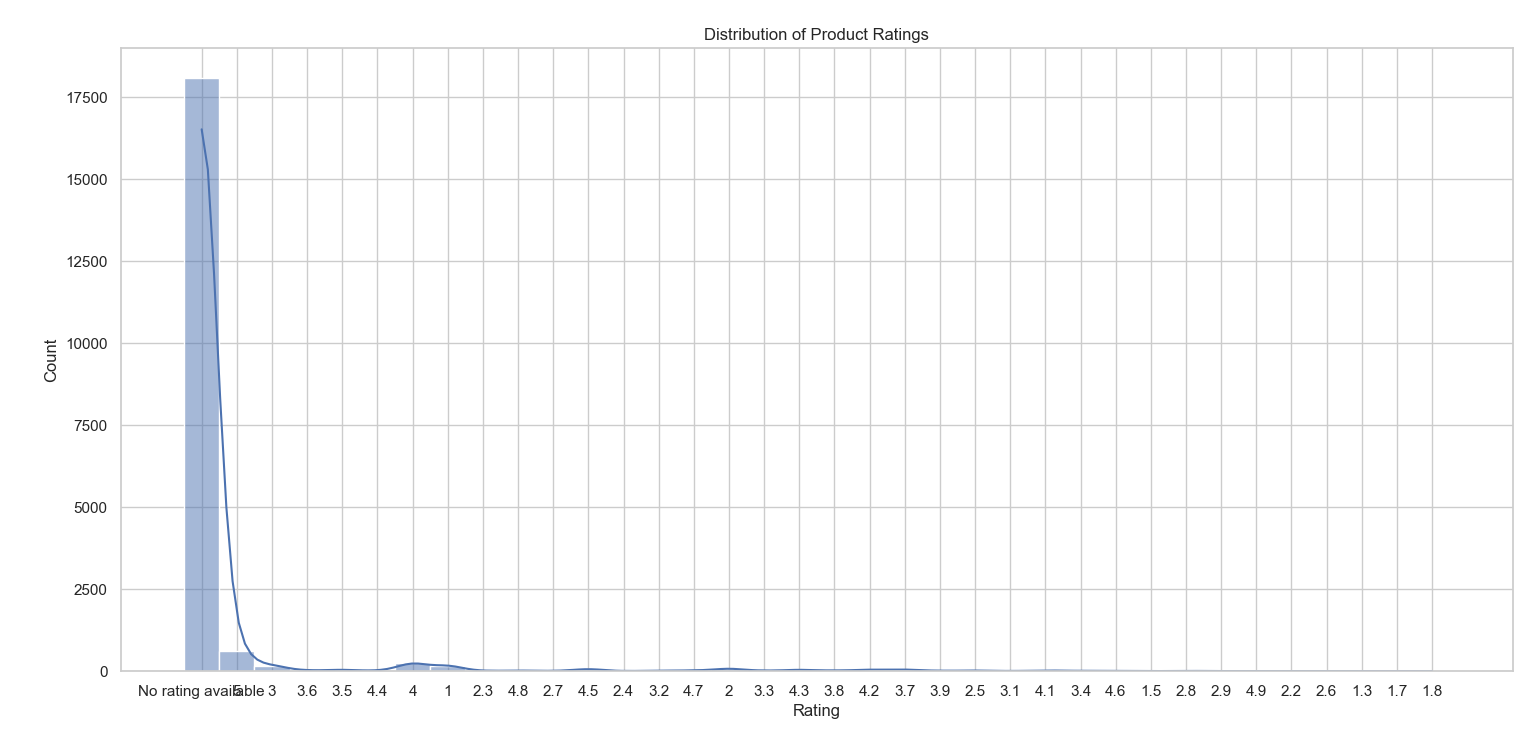 Distribution of Product Ratings
17500
15000
12500
10000
7500
5000
2500
0
Count
No rating available 5 3 3.6 3.5 4.4 4 1 2.3 4.8 2.7 4.5 2.4 3.2 4.7 2 3.3 4.3 3.8 4.2 3.7 3.9 2.5 3.1 4.1 3.4 4.6 1.5 2.8 2.9 4.9 2.2 2.6 1.3 1.7 1.8
Rating